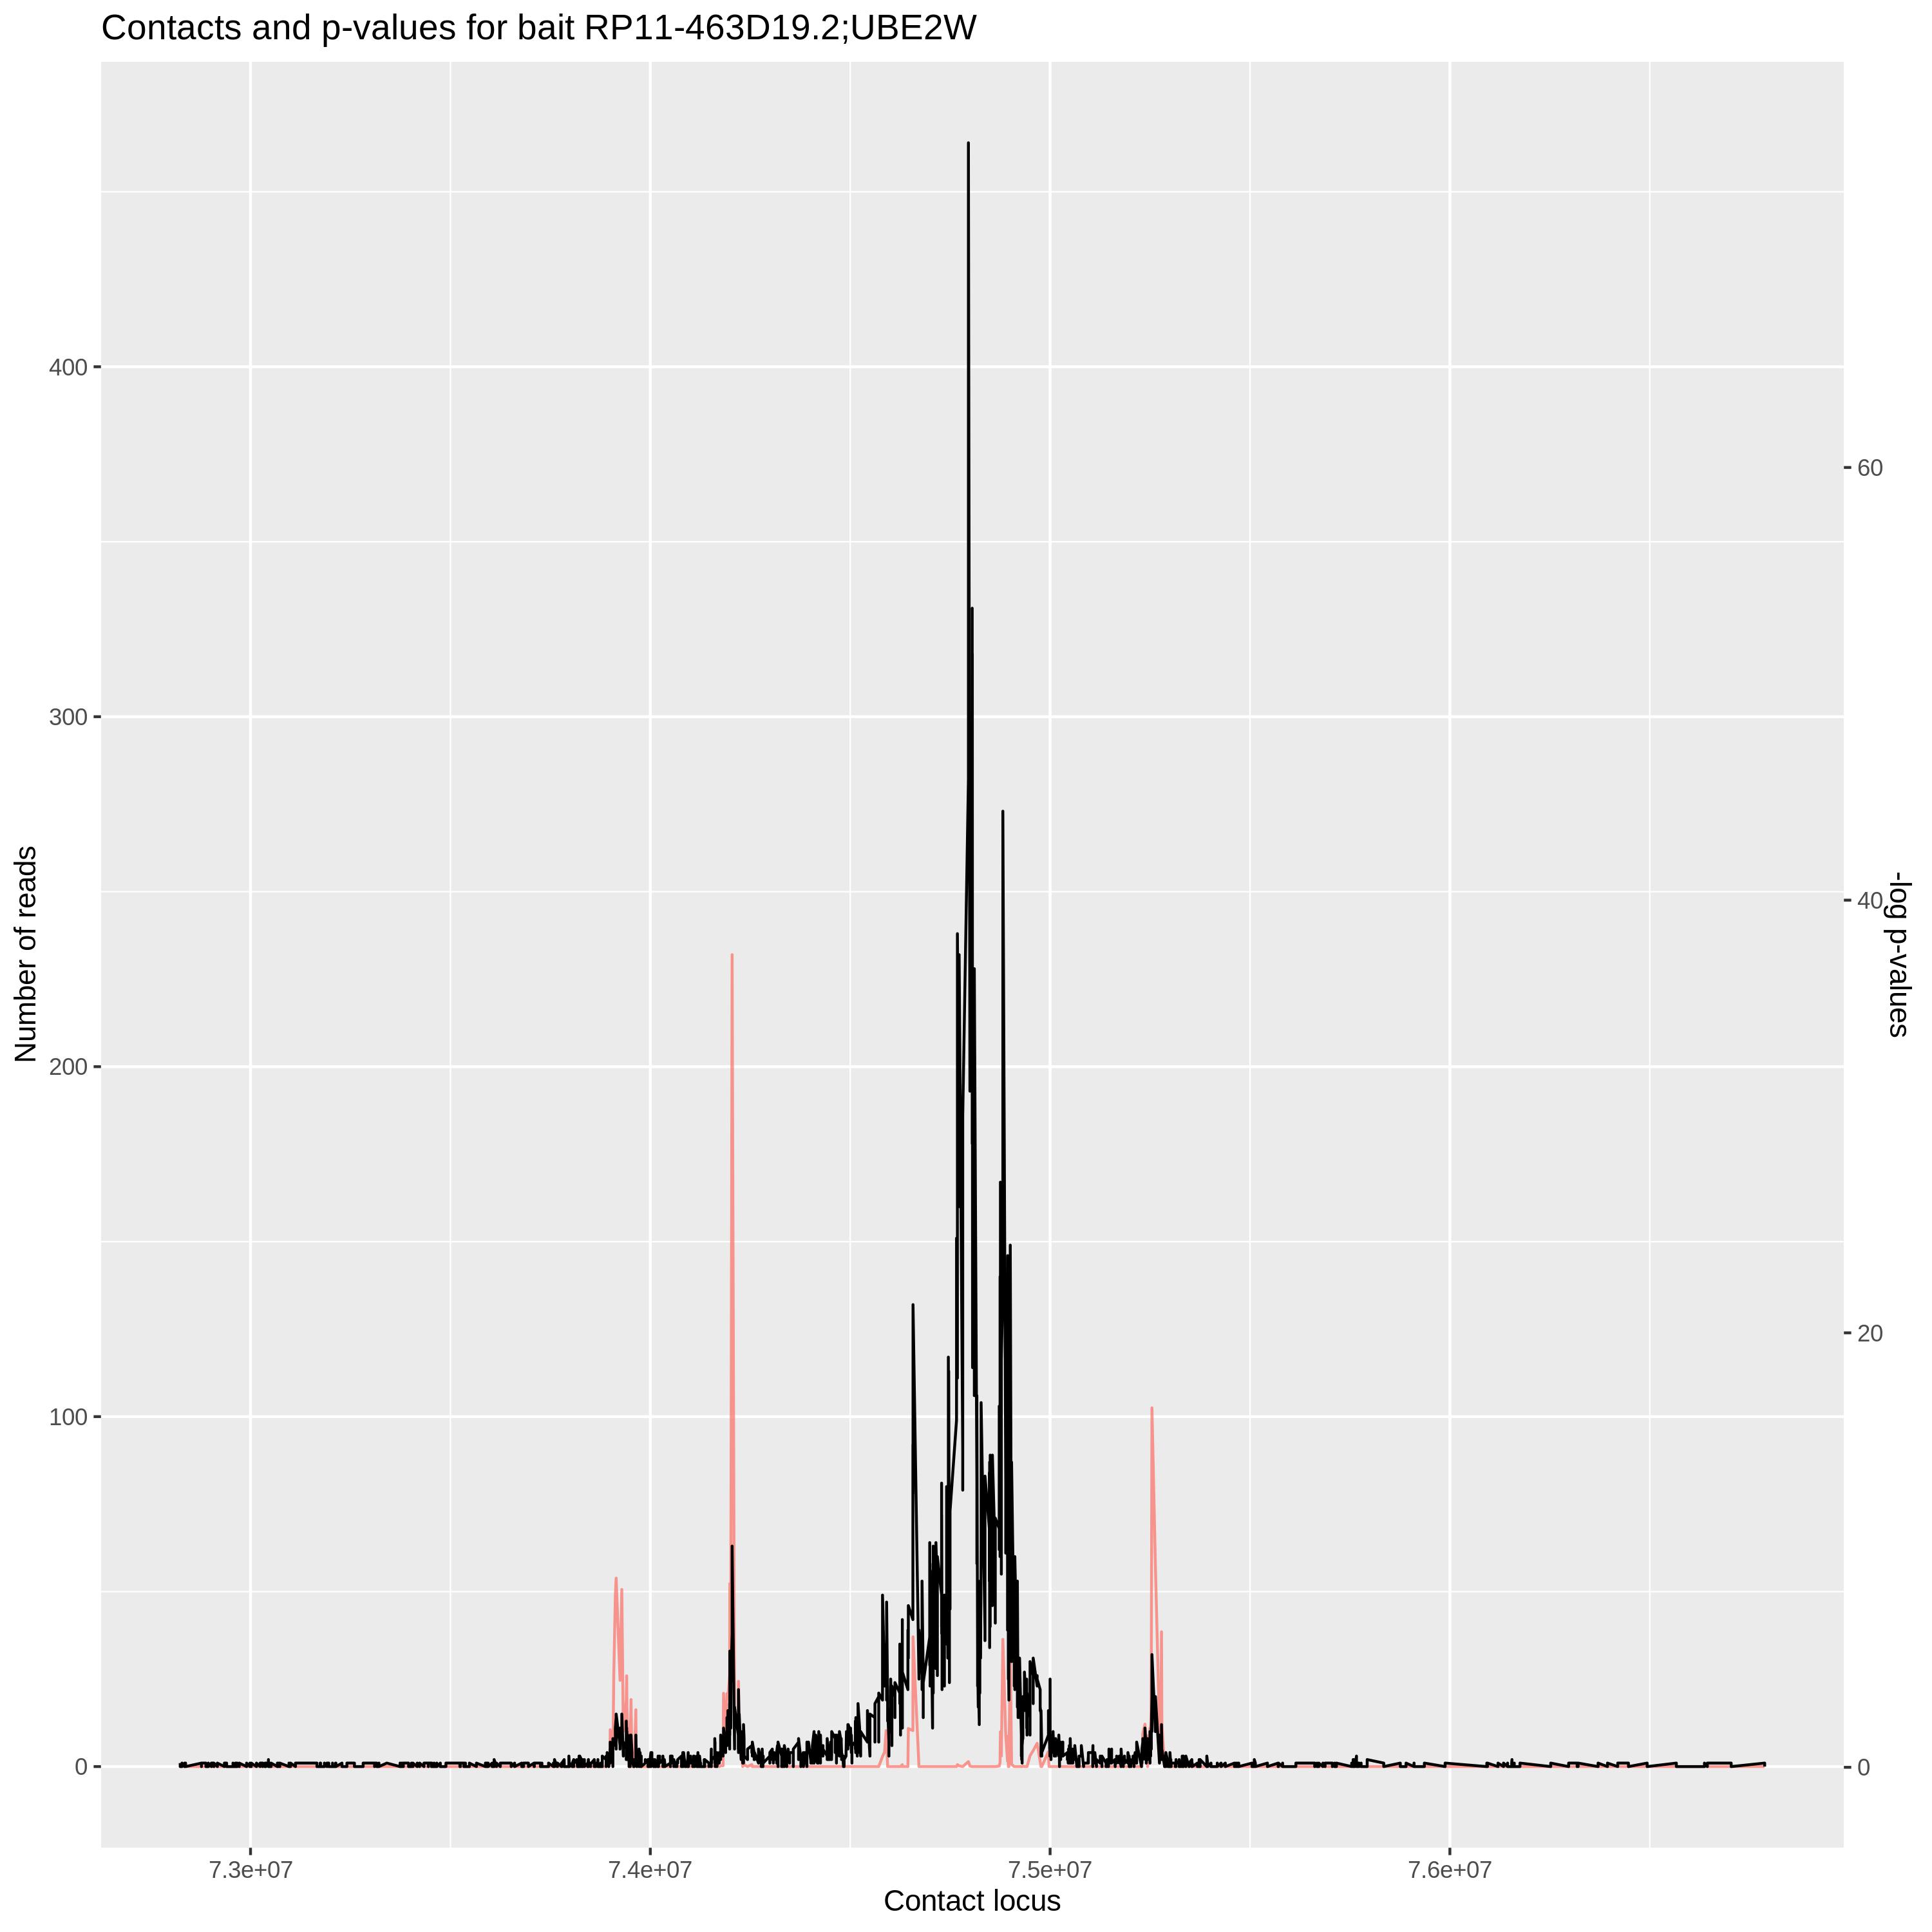 Contacts and p-values for bait RP11-463D19.2;UBE2W
Number of reads
400
300
200
100
0
60
40
20
0
-log p-values
7.3e+07
7.4e+07
7.5e+07
7.6e+07
Contact locus